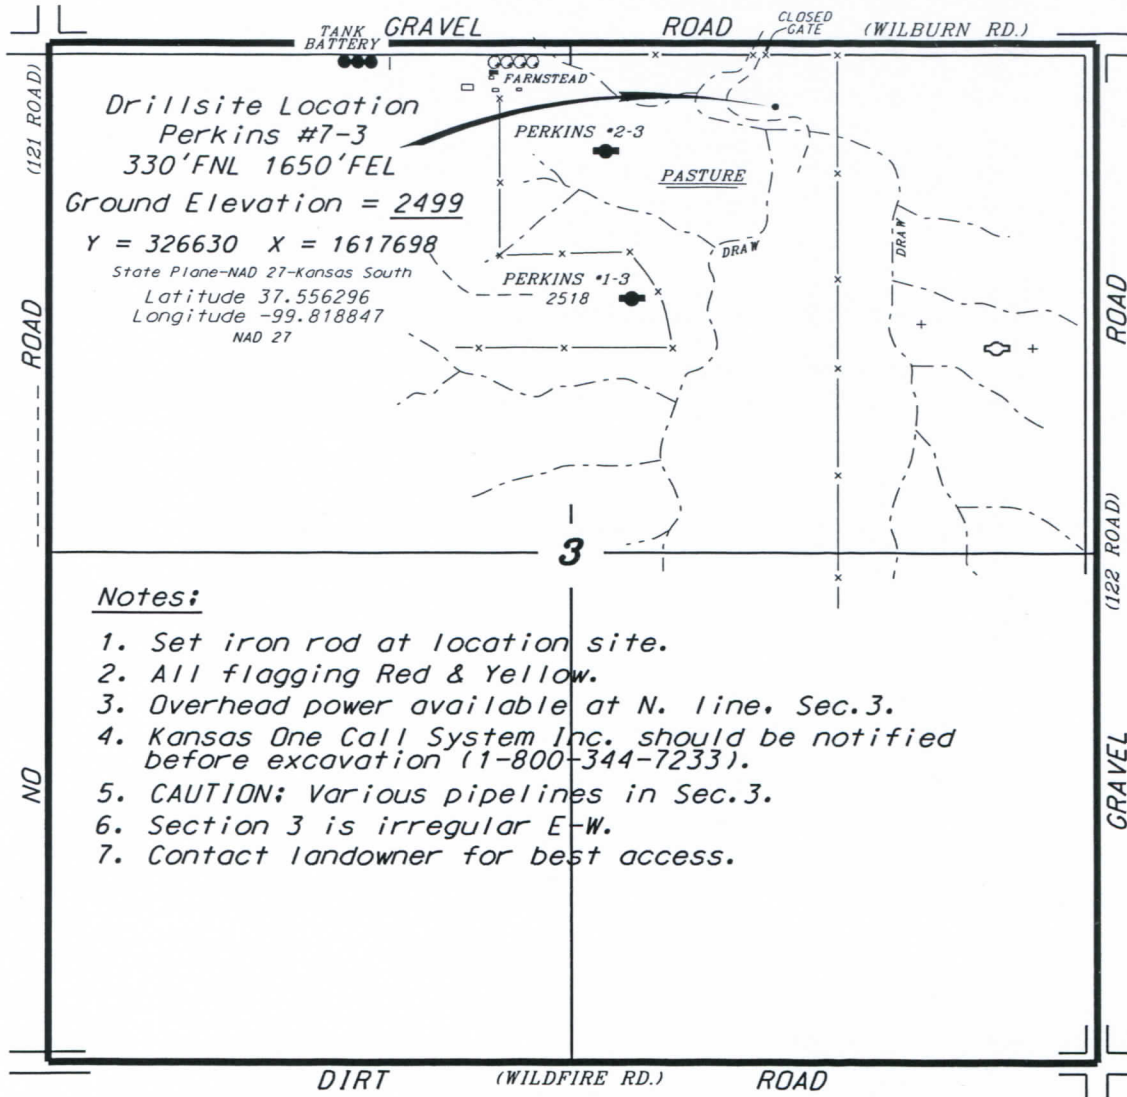 GRAVEL ROAD (WILBURN RD.)
TANK
BATTERY
CLOSED
GATE
(121 ROAD)
FARMSTEAD
Drillsite Location
Perkins #7-3
330'FNL 1650'FEL
Ground Elevation = 2499
Y = 326630 X = 1617698
State Plane-NAD 27-Kansas South
Latitude 37.556296
Longitude -99.818847
NAD 27
PERKINS #2-3
PASTURE
DRAW
DRAW
PERKINS #1-3
2518
NO ROAD
3
GRAVEL ROAD
(122 ROAD)
Notes:
1. Set iron rod at location site.
2. All flagging Red & Yellow.
3. Overhead power available at N. line, Sec.3.
4. Kansas One Call System Inc. should be notified
before excavation (1-800-344-7233).
5. CAUTION: Various pipelines in Sec.3.
6. Section 3 is irregular E-W.
7. Contact landowner for best access.
DIRT (WILDFIRE RD.) ROAD